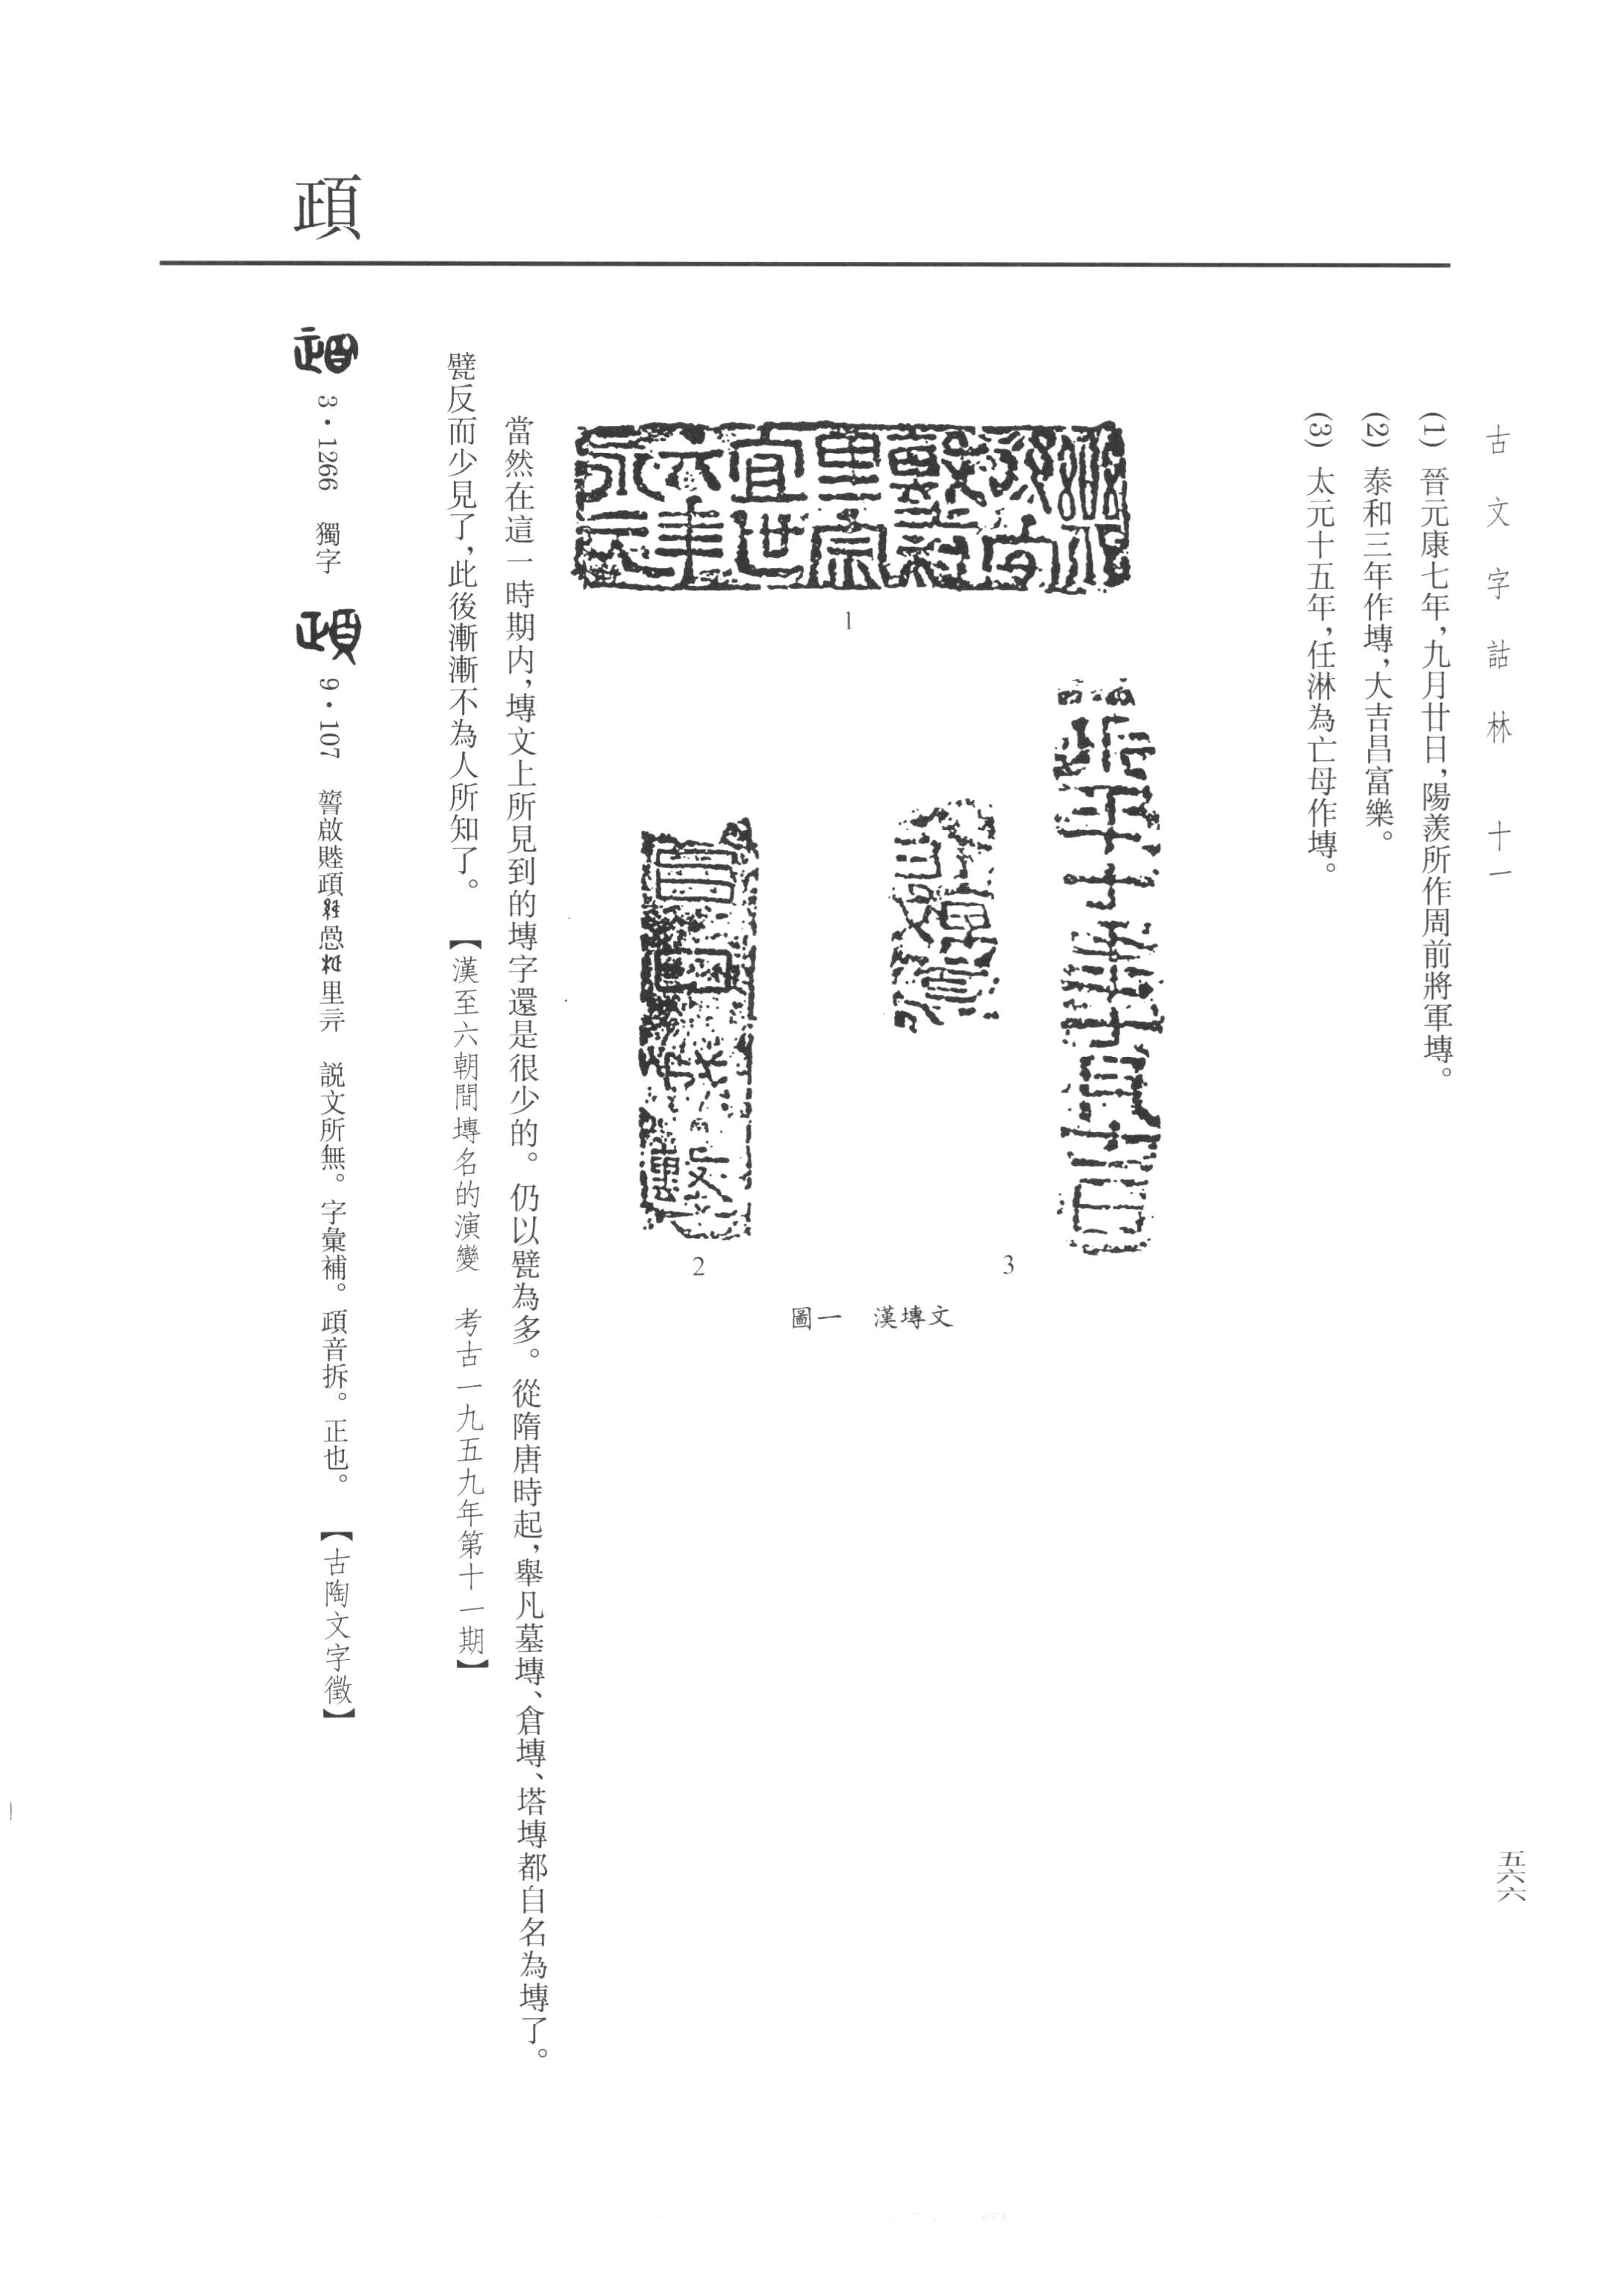 古文字詁林 十一
五六六
(1) 晉元康七年，九月廿日，陽羨所作周前將軍塼。
(2) 泰和三年作塼，大吉昌富樂。
(3) 太元十五年，任淋為亡母作塼。
1
2
3
圖一 漢塼文
當然在這一時期内，塼文上所見到的塼字還是很少的。仍以甓為多。從隋唐時起，舉凡墓塼、倉塼、塔塼都自名為塼了。
甓反而少見了，此後漸漸不為人所知了。 【漢至六朝間塼名的演變 考古一九五九年第十一期】
頙
3·1266 獨字 9·107 啟陸頙里亓 説文所無。字彙補。頙音拆。正也。 【古陶文字徵】